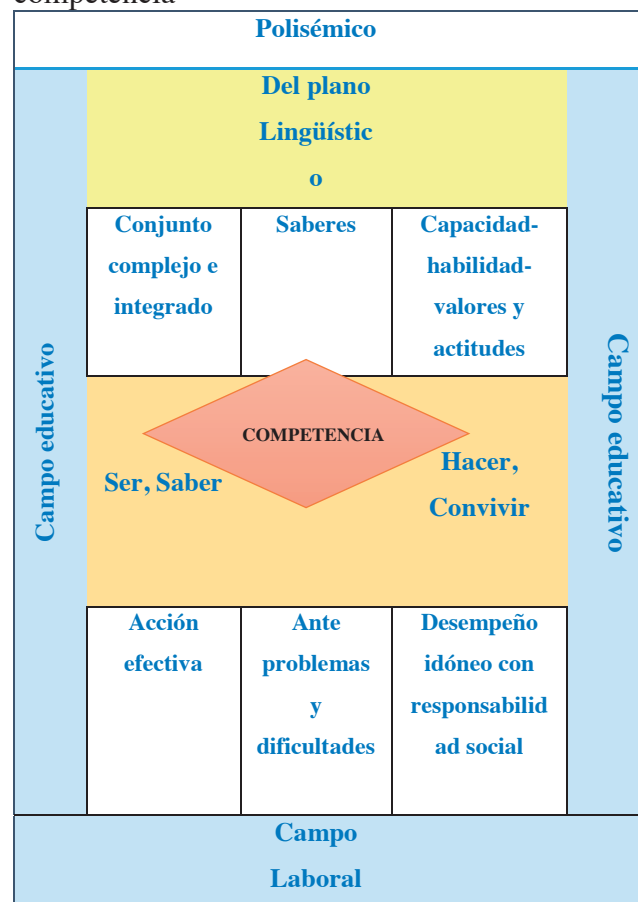 competencia
Polisémico
Del plano
Lingüístic
o
Conjunto
complejo e
integrado
Saberes
Capacidad-
habilidad-
valores y
actitudes
Campo educativo
COMPETENCIA
Ser, Saber
Hacer,
Convivir
Campo educativo
Acción
efectiva
Ante
problemas
y
dificultades
Desempeño
idóneo con
responsabilid
ad social
Campo
Laboral